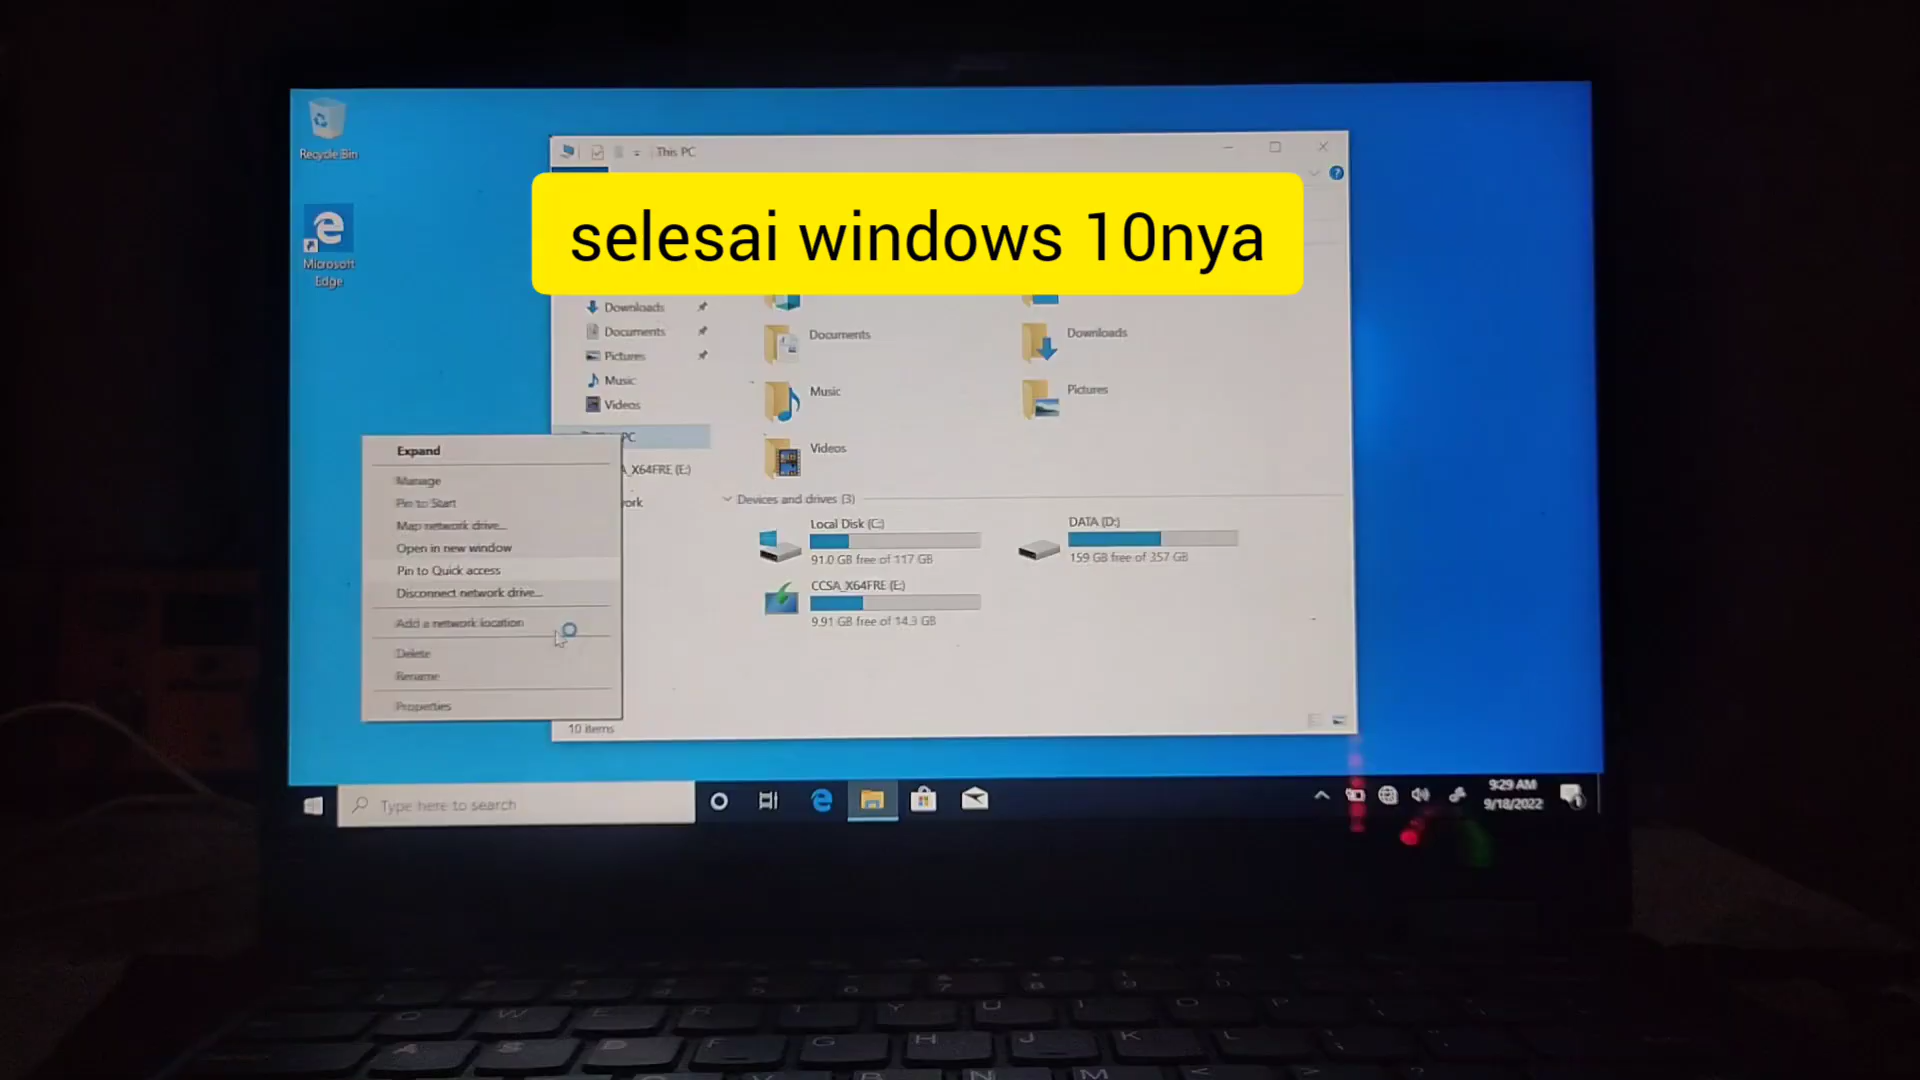 Recycle Bin
Microsoft
Edge
This PC
selesai windows 10nya
Downloads
Documents
Pictures
Music
Videos
PC
A_X64FRE (E:)
ork
Documents
Downloads
Music
Pictures
Videos
Devices and drives (3)
Local Disk (C:)
91.0 GB free of 117 GB
DATA (D:)
159 GB free of 357 GB
CCSA_X64FRE (E:)
9.91 GB free of 14.3 GB
Expand
Manage
Pin to Start
Map network drive...
Open in new window
Pin to Quick access
Disconnect network drive...
Add a network location
Delete
Rename
Properties
10 items
Type here to search
9:29 AM
9/18/2022